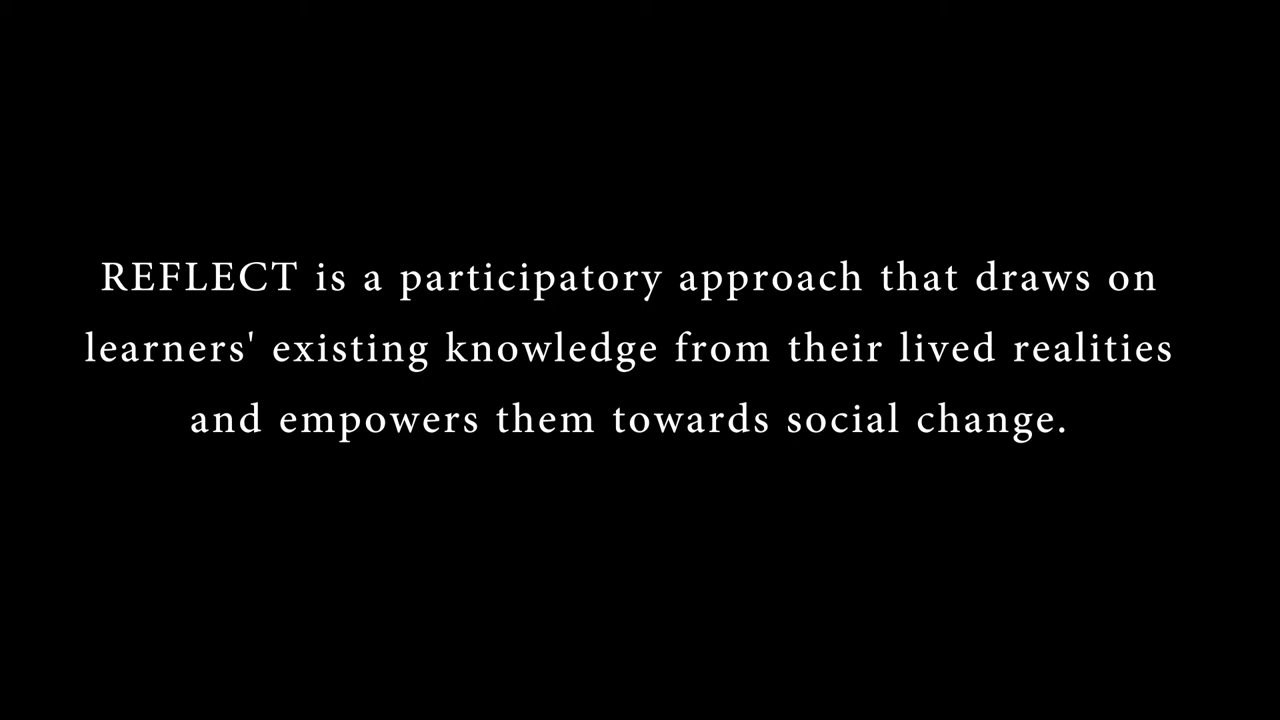 REFLECT is a participatory approach that draws on
learners' existing knowledge from their lived realities
and empowers them towards social change.